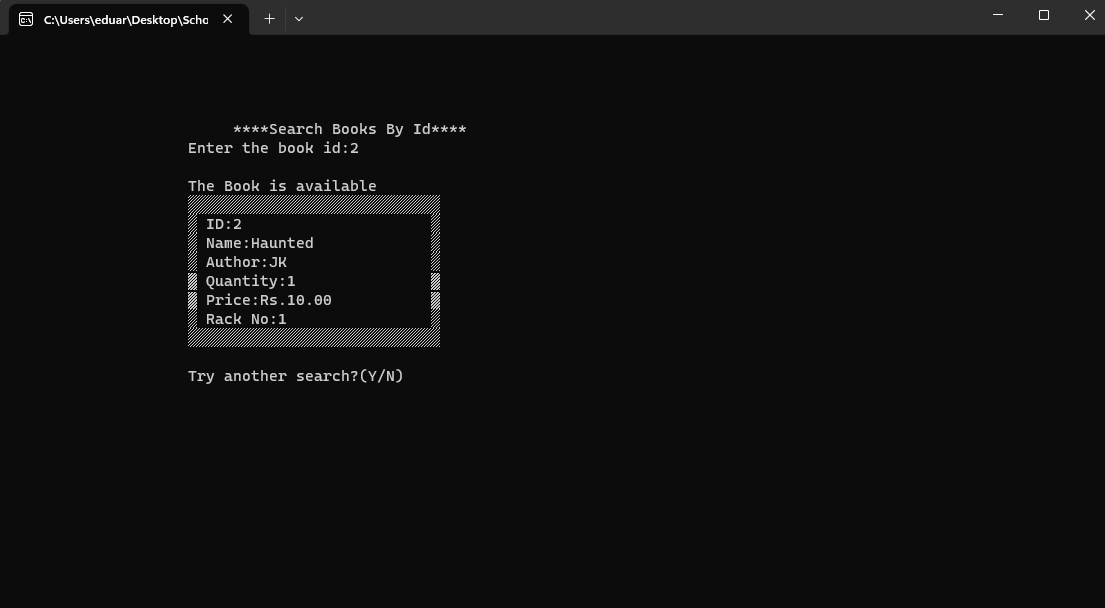 C:\Users\eduar\Desktop\Scho
****Search Books By Id****
Enter the book id:2
The Book is available
ID:2
Name:Haunted
Author:JK
Quantity:1
Price:Rs.10.00
Rack No:1
Try another search?(Y/N)